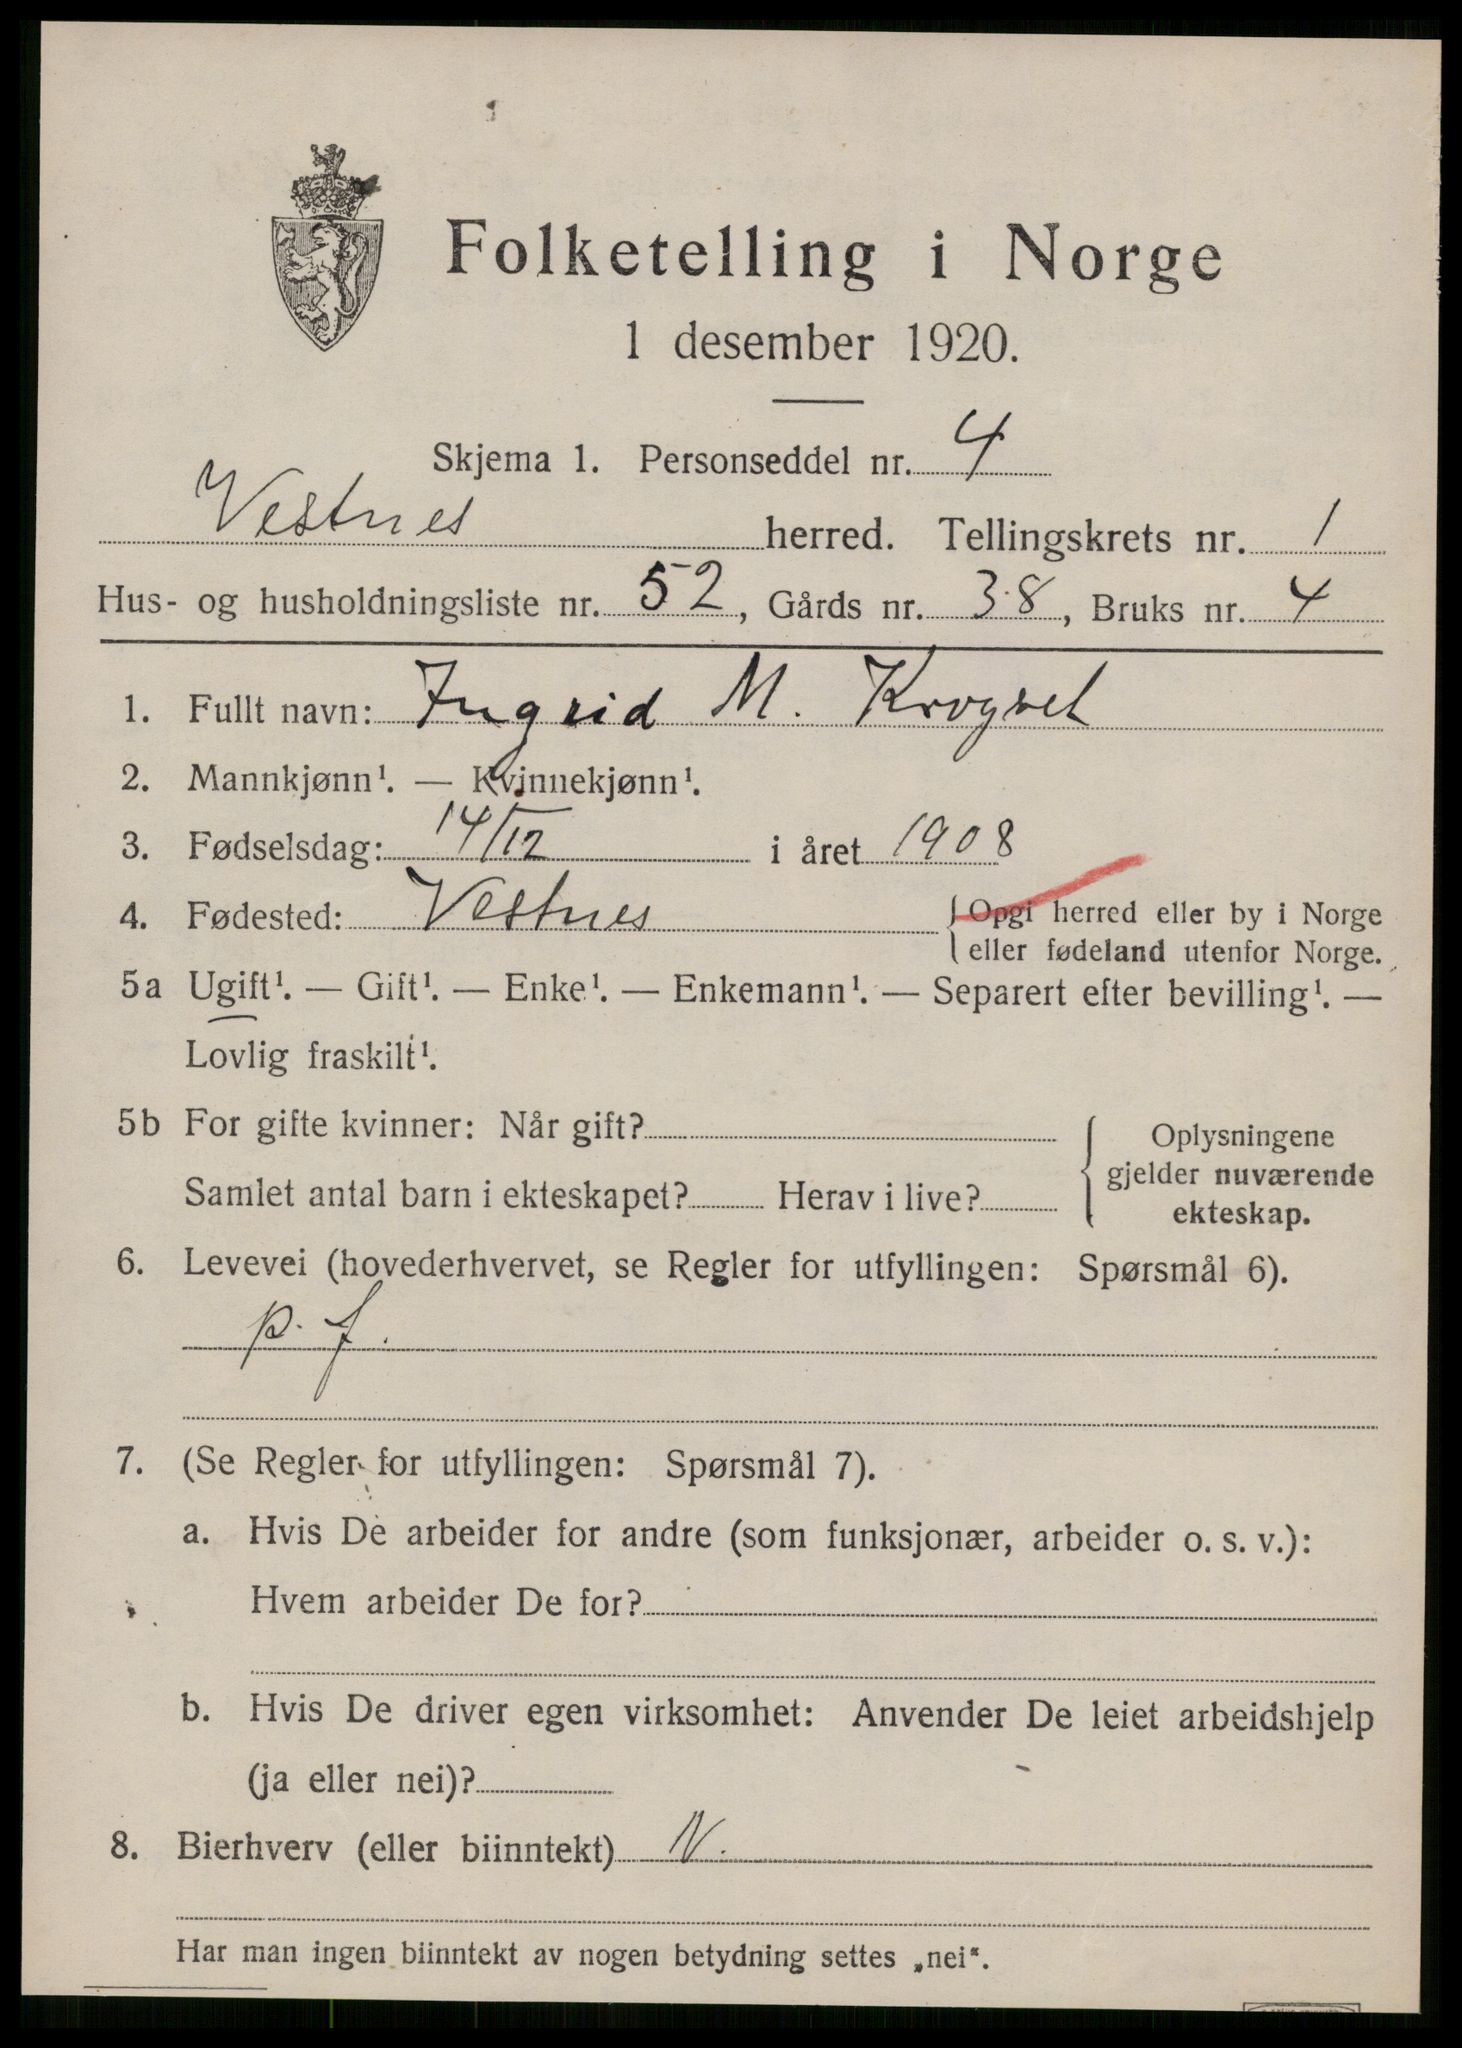 Folketelling i Norge
1 desember 1920.
Skjema 1. Personseddel nr. 4
Vestnes herred. Tellingskrets nr. 1
Hus- og husholdningsliste nr. 52, Gårds nr. 38, Bruks nr. 4
1. Fullt navn: Ingrid M. Krogset
2. Mannkjønn¹. — Kvinnekjønn¹.
3. Fødselsdag: 14/12 i året 1908
4. Fødested: Vestnes { Opgi herred eller by i Norge
eller fødeland utenfor Norge.
5a Ugift¹. — Gift¹. — Enke¹. — Enkemann¹. — Separert efter bevilling¹. —
Lovlig fraskilt¹.
5b For gifte kvinner: Når gift?
Samlet antal barn i ekteskapet? Herav i live?
Oplysningene
gjelder nuværende
ekteskap.
6. Levevei (hovederhvervet, se Regler for utfyllingen: Spørsmål 6).
p. f.
7. (Se Regler for utfyllingen: Spørsmål 7).
a. Hvis De arbeider for andre (som funksjonær, arbeider o. s. v.):
Hvem arbeider De for?
b. Hvis De driver egen virksomhet: Anvender De leiet arbeidshjelp
(ja eller nei)?
8. Bierhverv (eller biinntekt) N.
Har man ingen biinntekt av nogen betydning settes „nei".